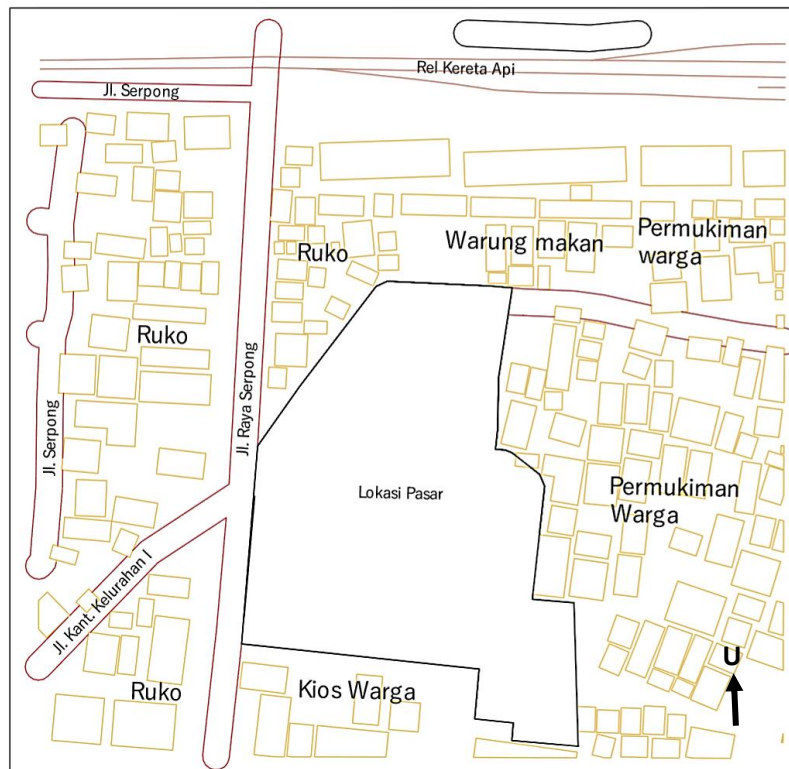 Rel Kereta Api
Jl. Serpong
Ruko
Warung makan
Permukiman
warga
Ruko
Jl. Raya Serpong
Jl. Serpong
Lokasi Pasar
Permukiman
Warga
Jl. Kant. Kelurahan I
Ruko
Kios Warga
U